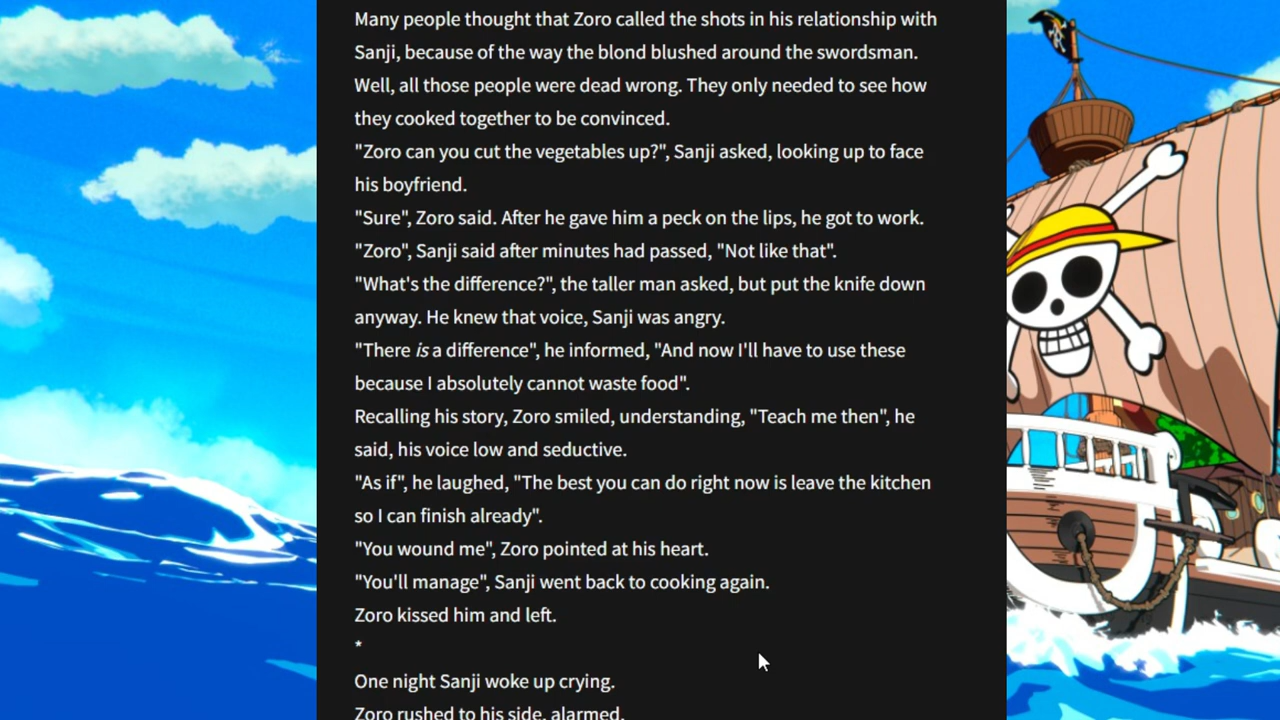 Many people thought that Zoro called the shots in his relationship with
Sanji, because of the way the blond blushed around the swordsman.
Well, all those people were dead wrong. They only needed to see how
they cooked together to be convinced.
"Zoro can you cut the vegetables up?", Sanji asked, looking up to face
his boyfriend.
"Sure", Zoro said. After he gave him a peck on the lips, he got to work.
"Zoro", Sanji said after minutes had passed, "Not like that".
"What's the difference?", the taller man asked, but put the knife down
anyway. He knew that voice, Sanji was angry.
"There is a difference", he informed, "And now I'll have to use these
because I absolutely cannot waste food".
Recalling his story, Zoro smiled, understanding, "Teach me then", he
said, his voice low and seductive.
"As if", he laughed, "The best you can do right now is leave the kitchen
so I can finish already".
"You wound me", Zoro pointed at his heart.
"You'll manage", Sanji went back to cooking again.
Zoro kissed him and left.
*
One night Sanji woke up crying.
Zoro rushed to his side, alarmed.